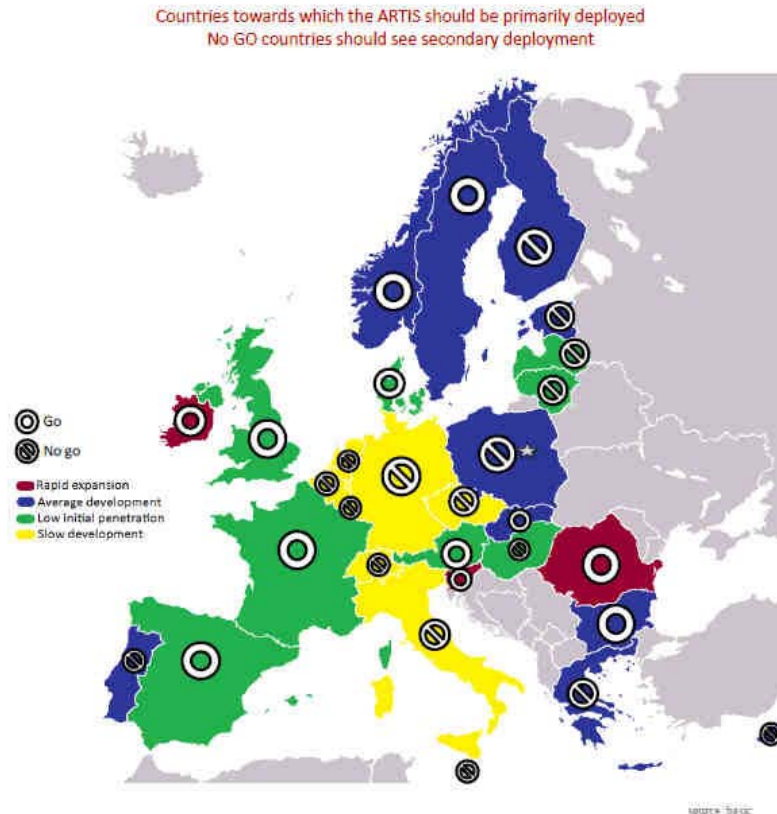 Countries towards which the ARTIS should be primarily deployed
No GO countries should see secondary deployment
Go
No go
Rapid expansion
Average development
Low initial penetration
Slow development